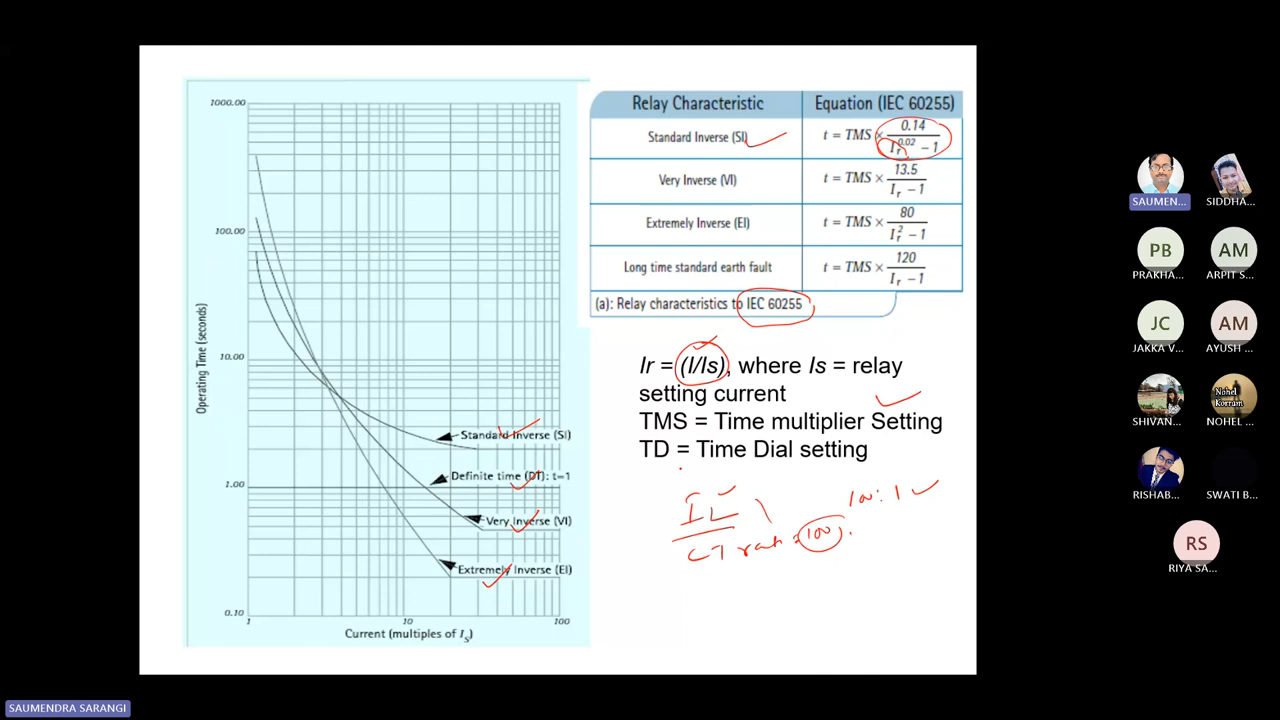 1000.00
100.00
10.00
1.00
0.10
1
10
100
Operating Time (seconds)
Current (multiples of IS)
Standard Inverse (SI)
Definite time (DT): t=1
Very Inverse (VI)
Extremely Inverse (EI)
Relay Characteristic Equation (IEC 60255)
Standard Inverse (SI) t = TMS × 0.14 / (Ir^0.02 − 1)
Very Inverse (VI) t = TMS × 13.5 / (Ir − 1)
Extremely Inverse (EI) t = TMS × 80 / (Ir^2 − 1)
Long time standard earth fault t = TMS × 120 / (Ir − 1)
(a): Relay characteristics to IEC 60255
Ir = (I/Is), where Is = relay
setting current
TMS = Time multiplier Setting
TD = Time Dial setting
IL
CT ratio = 100
100:1
SAUMEN...
SIDDHA...
PB
PRAKHA...
AM
ARPIT S...
JC
JAKKA V...
AM
AYUSH ...
SHIVAN...
Nohel
Korram
NOHEL ...
RISHAB...
SWATI B...
RS
RIYA SA...
SAUMENDRA SARANGI